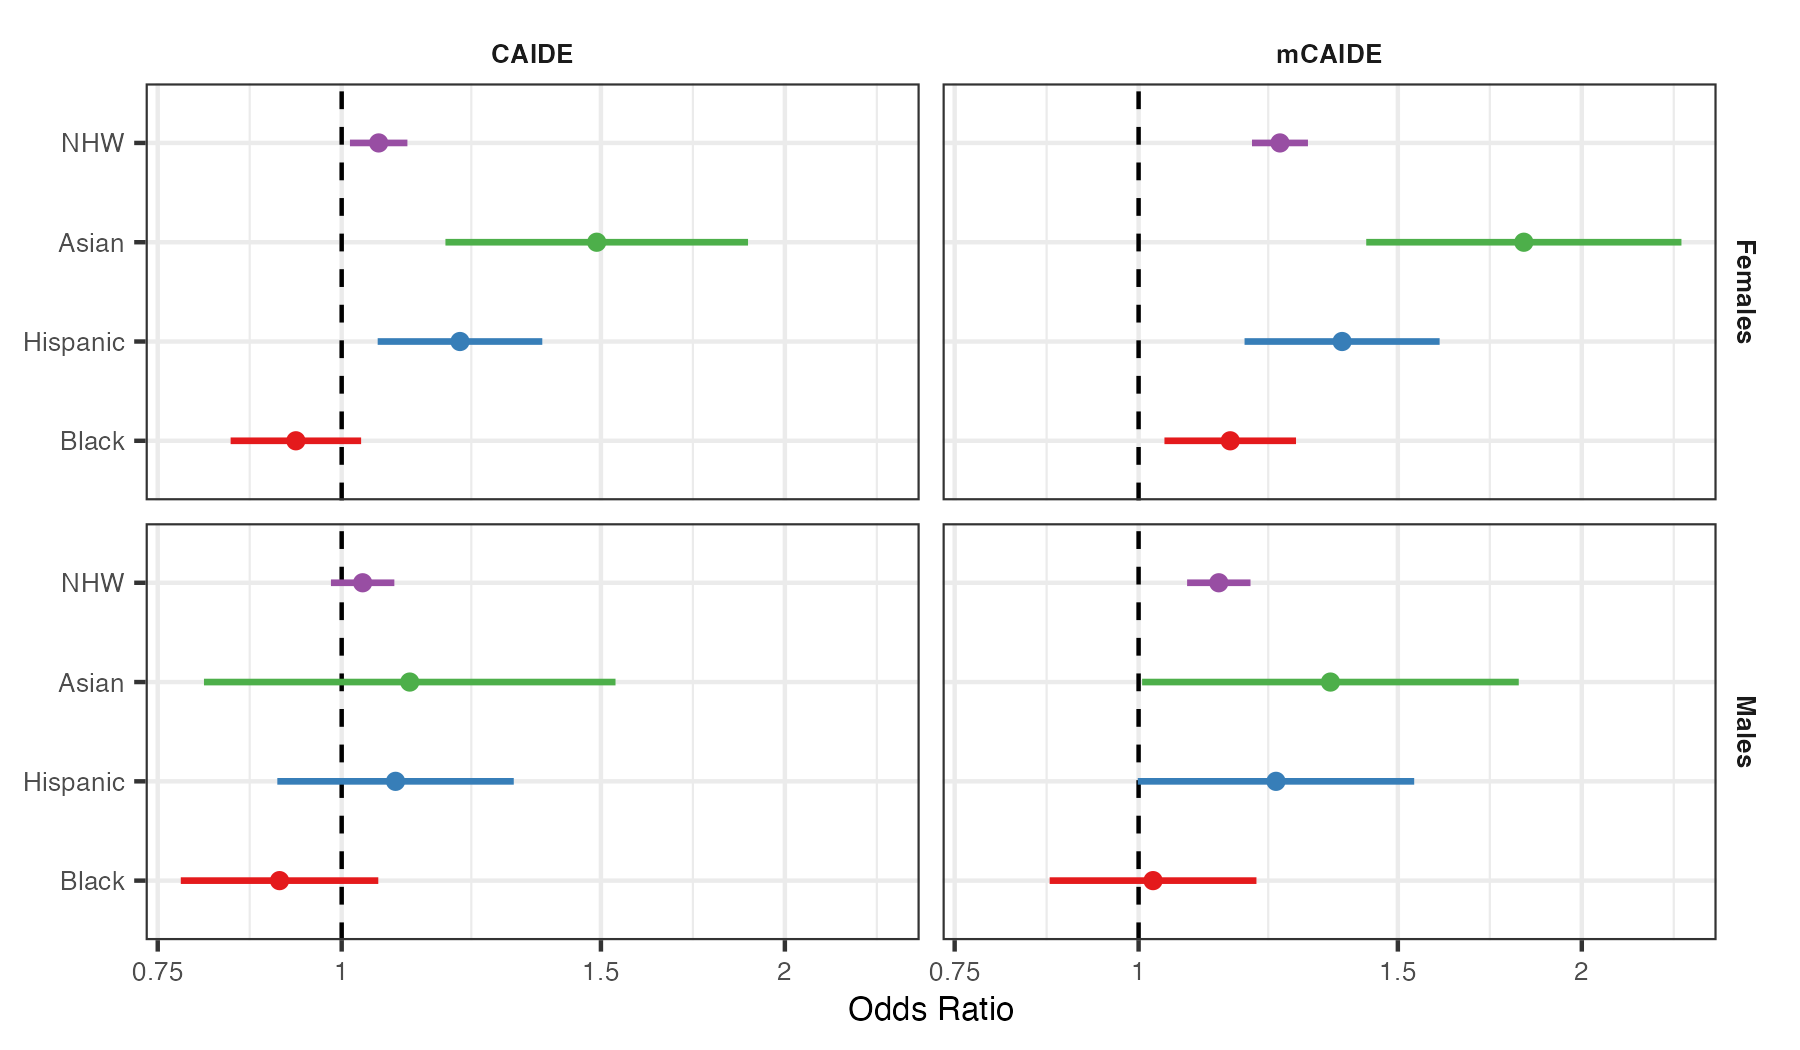 CAIDE mCAIDE
NHW
Asian
Hispanic
Black
Females
NHW
Asian
Hispanic
Black
Males
0.75 1 1.5 2 0.75 1 1.5 2
Odds Ratio